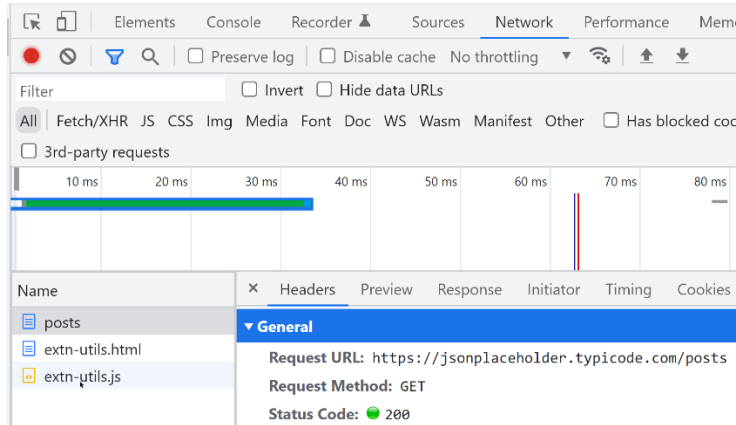 Elements Console Recorder Sources Network Performance Mem
Preserve log Disable cache No throttling
Filter Invert Hide data URLs
All Fetch/XHR JS CSS Img Media Font Doc WS Wasm Manifest Other Has blocked coo
3rd-party requests
10 ms 20 ms 30 ms 40 ms 50 ms 60 ms 70 ms 80 ms
Name × Headers Preview Response Initiator Timing Cookies
posts
extn-utils.html
extn-utils.js
General
Request URL: https://jsonplaceholder.typicode.com/posts
Request Method: GET
Status Code: 200